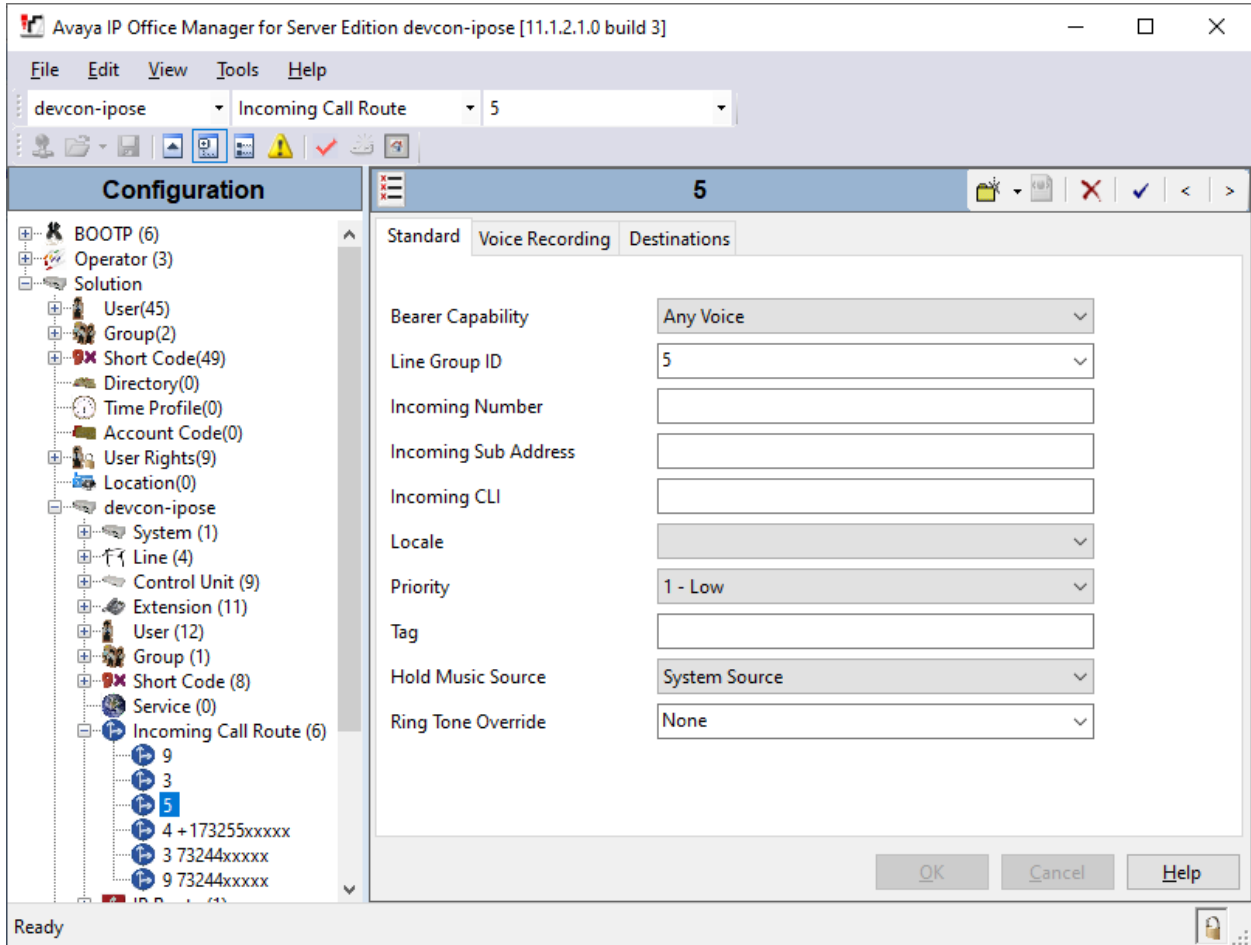 Avaya IP Office Manager for Server Edition devcon-ipose [11.1.2.1.0 build 3]
File Edit View Tools Help
devcon-ipose Incoming Call Route 5
Configuration
BOOTP (6)
Operator (3)
Solution
User(45)
Group(2)
Short Code(49)
Directory(0)
Time Profile(0)
Account Code(0)
User Rights(9)
Location(0)
devcon-ipose
System (1)
Line (4)
Control Unit (9)
Extension (11)
User (12)
Group (1)
Short Code (8)
Service (0)
Incoming Call Route (6)
9
3
5
4 +173255xxxxx
3 73244xxxxx
9 73244xxxxx
5
Standard Voice Recording Destinations
Bearer Capability Any Voice
Line Group ID 5
Incoming Number
Incoming Sub Address
Incoming CLI
Locale
Priority 1 - Low
Tag
Hold Music Source System Source
Ring Tone Override None
OK Cancel Help
Ready